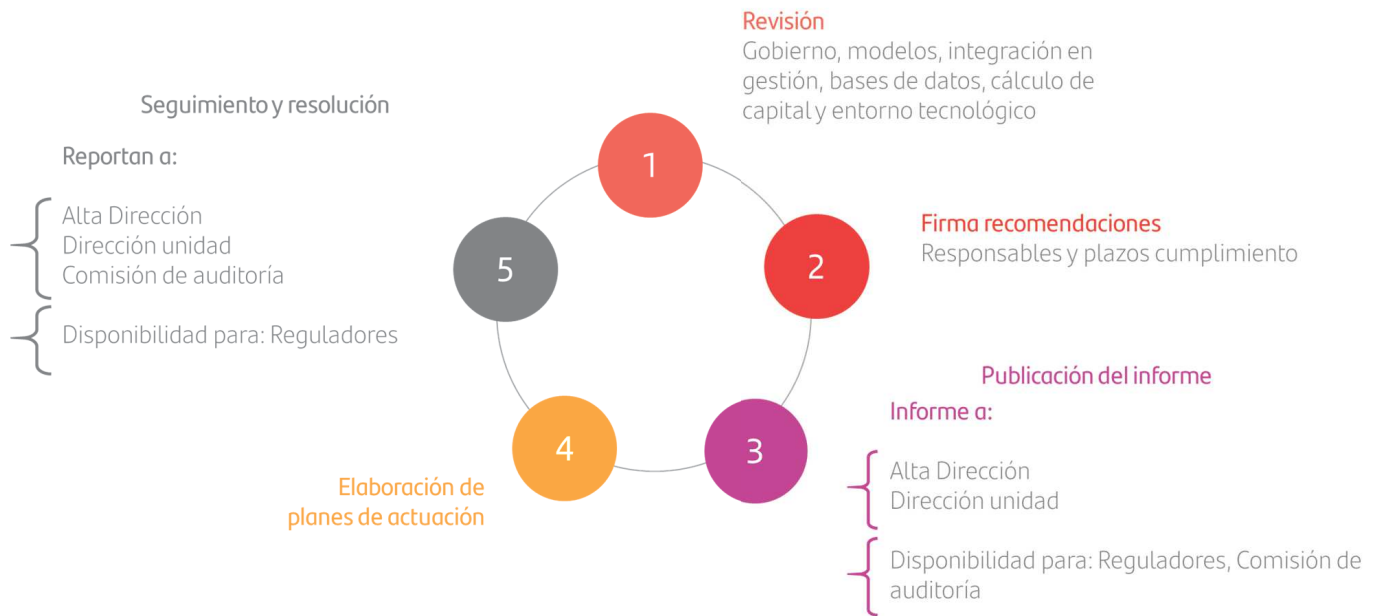 1
Revisión
Gobierno, modelos, integración en
gestión, bases de datos, cálculo de
capital y entorno tecnológico
2
Firma recomendaciones
Responsables y plazos cumplimiento
3
Publicación del informe
Informe a:
Alta Dirección
Dirección unidad
Disponibilidad para: Reguladores, Comisión de
auditoría
4
Elaboración de
planes de actuación
5
Seguimiento y resolución
Reportan a:
Alta Dirección
Dirección unidad
Comisión de auditoría
Disponibilidad para: Reguladores